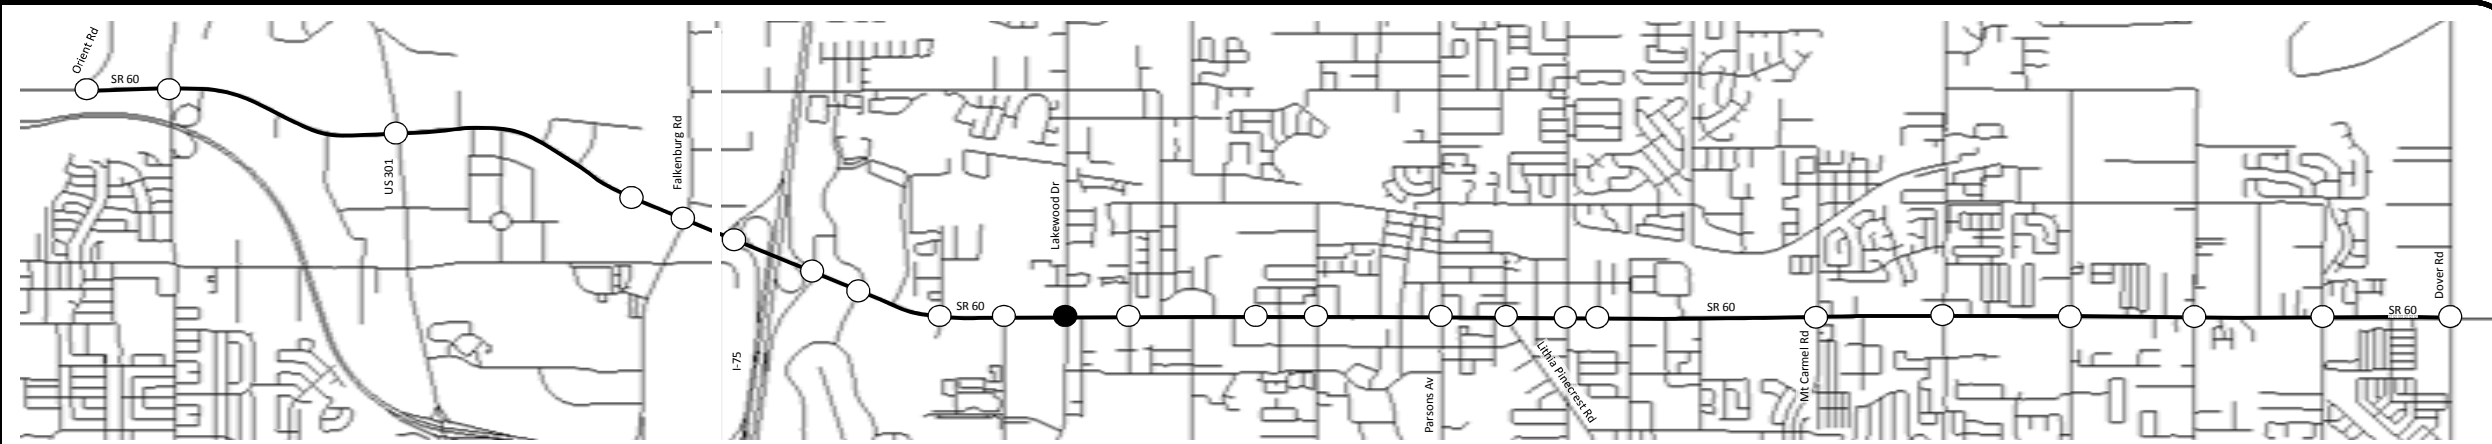 Orient Rd
SR 60
US 301
Falkenburg Rd
I-75
SR 60
Lakewood Dr
Parsons Av
Lithia Pinecrest Rd
SR 60
Mt Carmel Rd
SR 60
Dover Rd